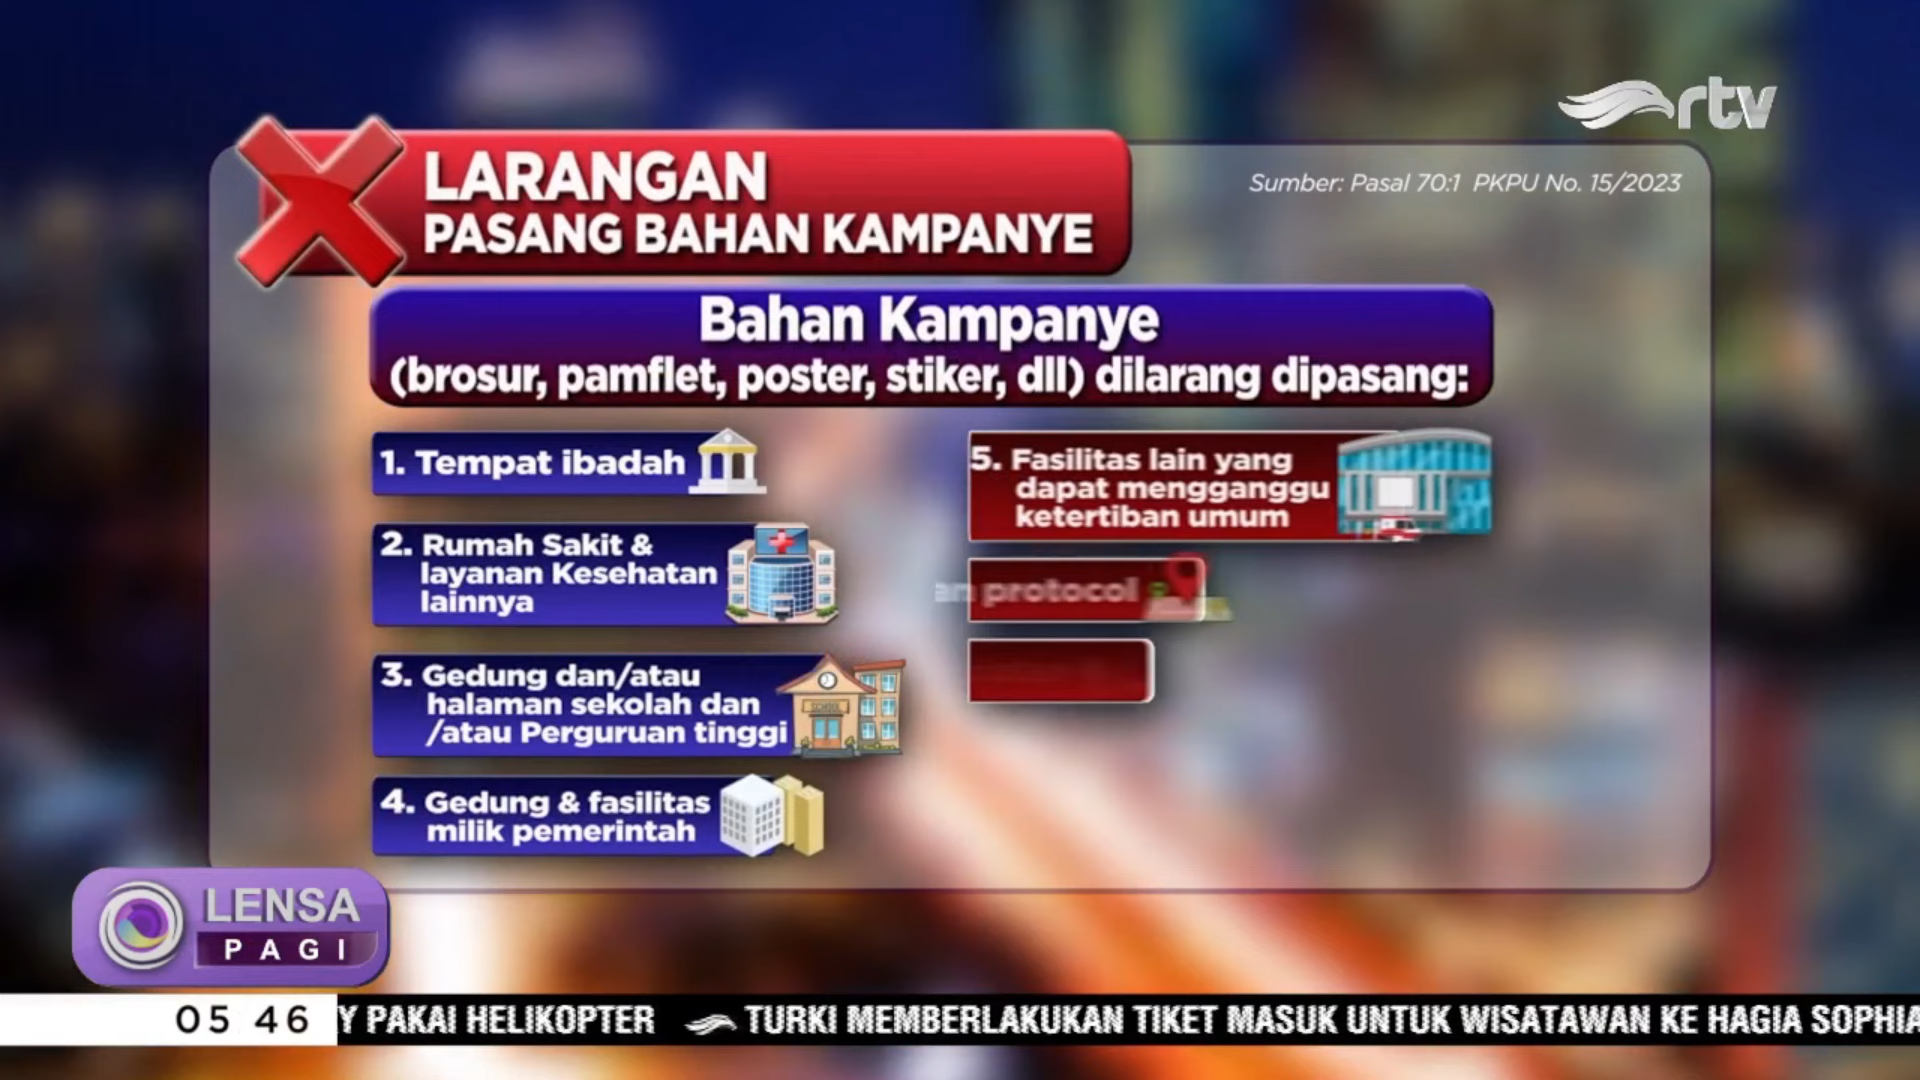 rtv
Sumber: Pasal 70:1 PKPU No. 15/2023
LARANGAN
PASANG BAHAN KAMPANYE
Bahan Kampanye
(brosur, pamflet, poster, stiker, dll) dilarang dipasang:
1. Tempat ibadah
2. Rumah Sakit &
layanan Kesehatan
lainnya
3. Gedung dan/atau
halaman sekolah dan
/atau Perguruan tinggi
SCHOOL
4. Gedung & fasilitas
milik pemerintah
5. Fasilitas lain yang
dapat mengganggu
ketertiban umum
an protocol
LENSA
PAGI
05 46
Y PAKAI HELIKOPTER TURKI MEMBERLAKUKAN TIKET MASUK UNTUK WISATAWAN KE HAGIA SOPHIA